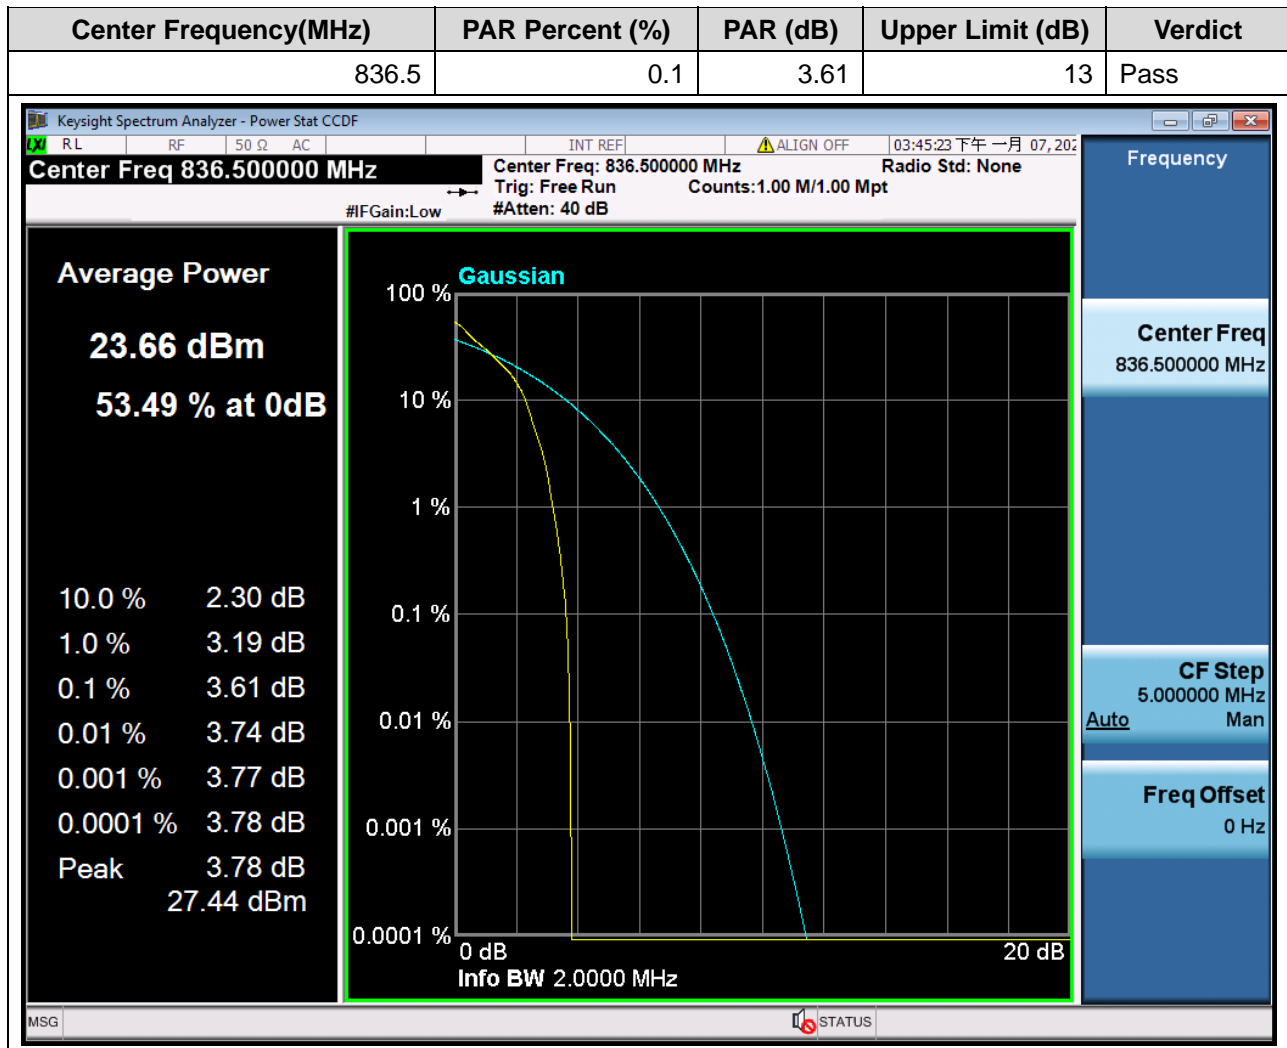 Center Frequency(MHz) PAR Percent (%) PAR (dB) Upper Limit (dB) Verdict
836.5 0.1 3.61 13 Pass
Keysight Spectrum Analyzer - Power Stat CCDF
LXI RL RF 50 Ω AC INT REF ALIGN OFF 03:45:23 下午 一月 07, 202
Center Freq 836.500000 MHz
Center Freq: 836.500000 MHz Radio Std: None
Trig: Free Run Counts:1.00 M/1.00 Mpt
#IFGain:Low #Atten: 40 dB
Average Power
23.66 dBm
53.49 % at 0dB
10.0 % 2.30 dB
1.0 % 3.19 dB
0.1 % 3.61 dB
0.01 % 3.74 dB
0.001 % 3.77 dB
0.0001 % 3.78 dB
Peak 3.78 dB
27.44 dBm
Gaussian
100 %
10 %
1 %
0.1 %
0.01 %
0.001 %
0.0001 %
0 dB 20 dB
Info BW 2.0000 MHz
Frequency
Center Freq
836.500000 MHz
CF Step
5.000000 MHz
Auto Man
Freq Offset
0 Hz
MSG STATUS